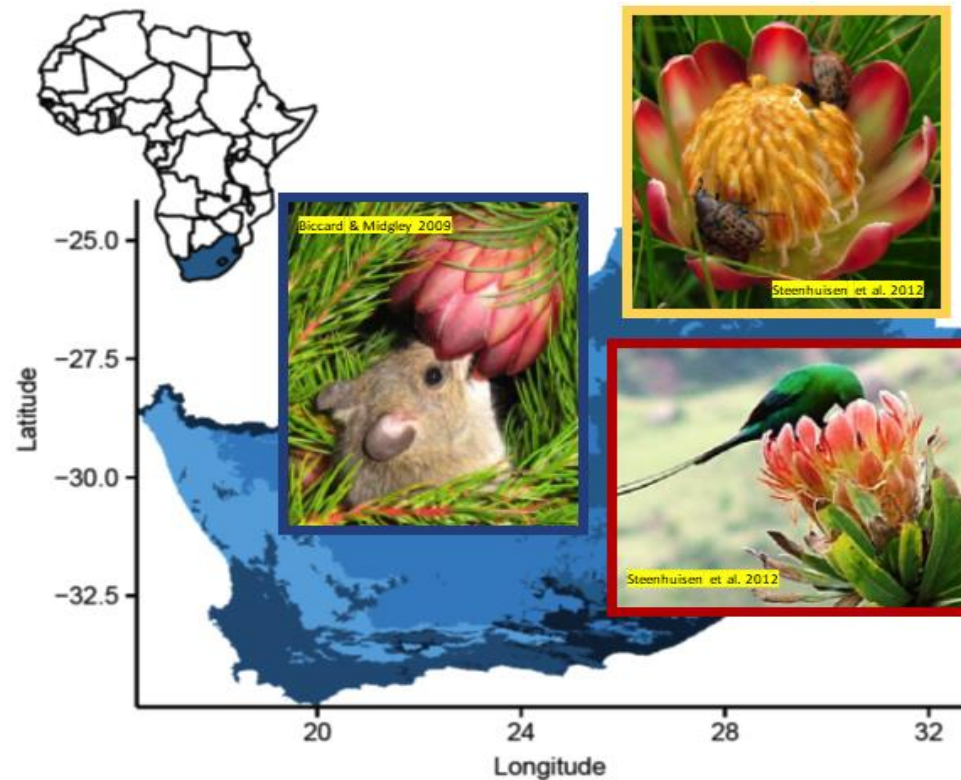 Steenhuisen et al. 2012
Biccard & Midgley 2009
Steenhuisen et al. 2012
Latitude
−25.0
−27.5
−30.0
−32.5
20
24
28
32
Longitude